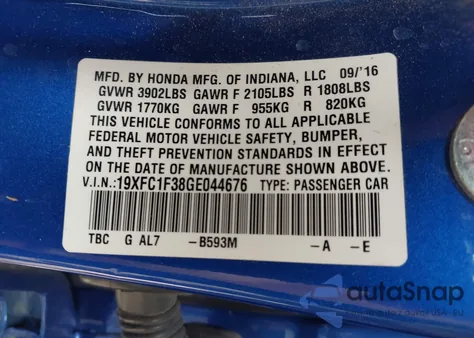 MFD. BY HONDA MFG. OF INDIANA, LLC 09/'16
GVWR 3902LBS GAWR F 2105LBS R 1808LBS
GVWR 1770KG GAWR F 955KG R 820KG
THIS VEHICLE CONFORMS TO ALL APPLICABLE
FEDERAL MOTOR VEHICLE SAFETY, BUMPER,
AND THEFT PREVENTION STANDARDS IN EFFECT
ON THE DATE OF MANUFACTURE SHOWN ABOVE.
V.I.N.:19XFC1F38GE044676 TYPE: PASSENGER CAR
TBC G AL7 -B593M -A -E
autoSnap